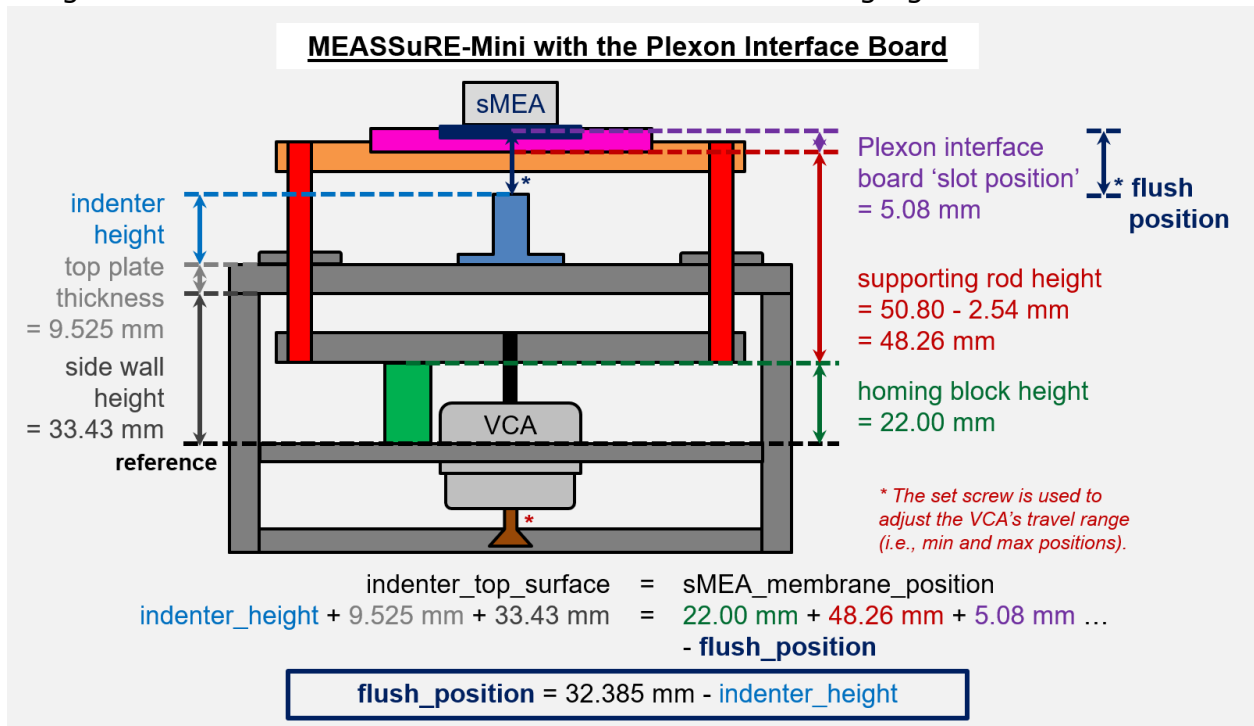 MEASSuRE-Mini with the Plexon Interface Board
sMEA
Plexon interface
board ‘slot position’
= 5.08 mm
* flush
position
*
indenter
height
top plate
thickness
= 9.525 mm
side wall
height
= 33.43 mm
reference
supporting rod height
= 50.80 - 2.54 mm
= 48.26 mm
homing block height
= 22.00 mm
VCA
*
* The set screw is used to
adjust the VCA’s travel range
(i.e., min and max positions).
indenter_top_surface = sMEA_membrane_position
indenter_height + 9.525 mm + 33.43 mm = 22.00 mm + 48.26 mm + 5.08 mm …
- flush_position
flush_position = 32.385 mm - indenter_height